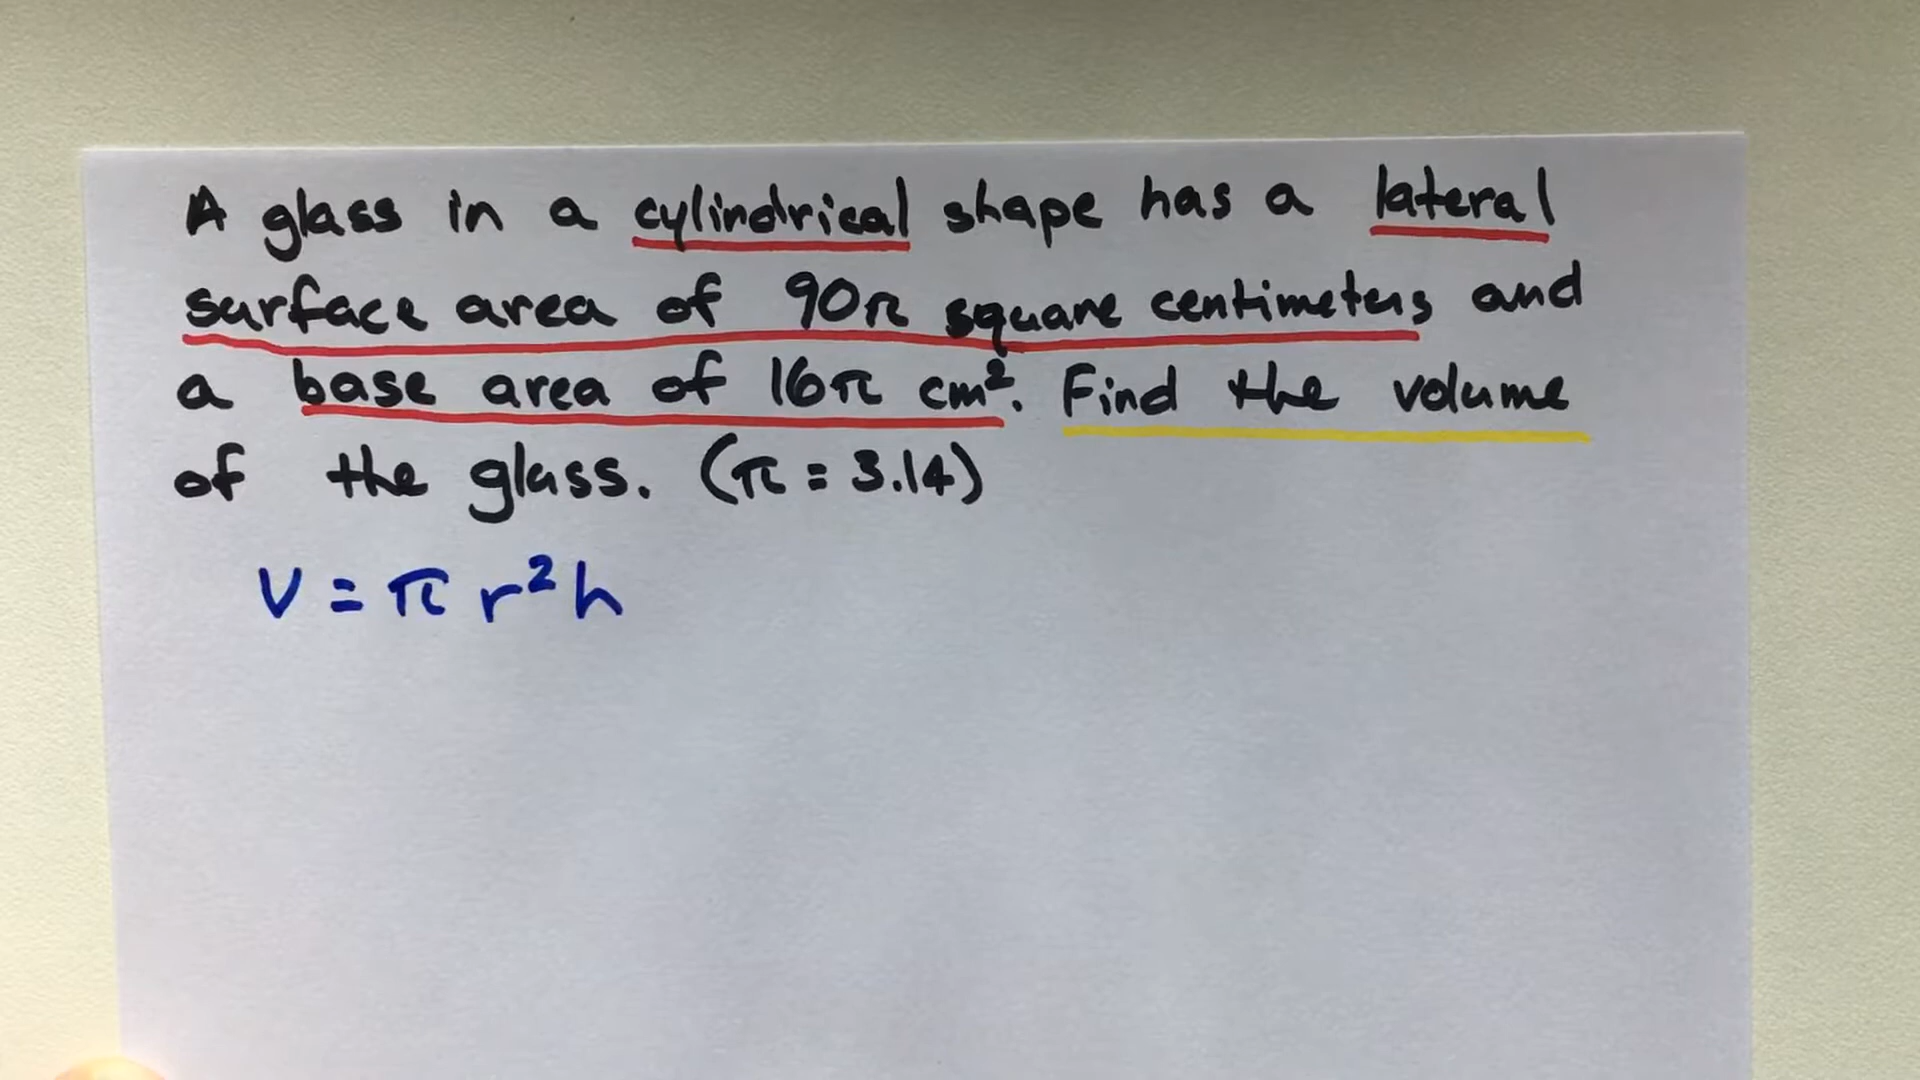 A glass in a cylindrical shape has a lateral
surface area of 90π square centimeters and
a base area of 16π cm². Find the volume
of the glass. (π = 3.14)
V = π r² h